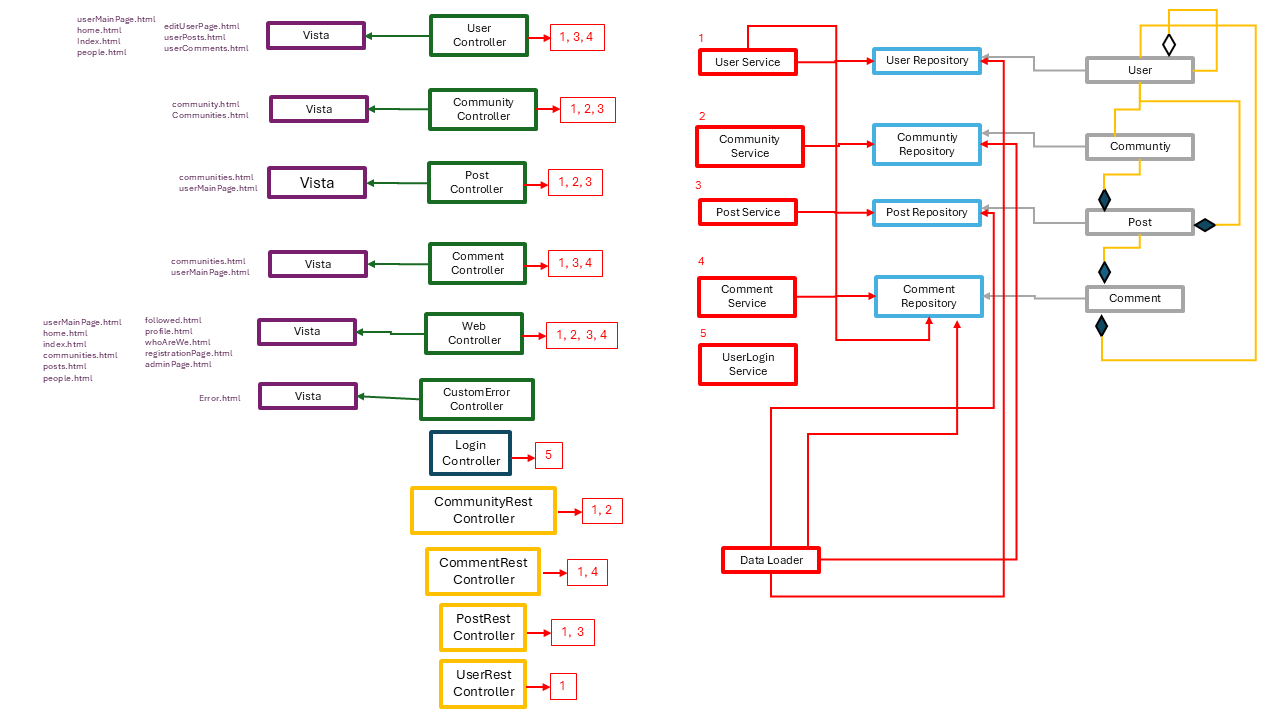 userMainPage.html
home.html
Index.html
people.html
editUserPage.html
userPosts.html
userComments.html
Vista
User
Controller
1, 3, 4
community.html
Communities.html
Vista
Community
Controller
1, 2, 3
communities.html
userMainPage.html
Vista
Post
Controller
1, 2, 3
communities.html
userMainPage.html
Vista
Comment
Controller
1, 3, 4
userMainPage.html
home.html
index.html
communities.html
posts.html
people.html
followed.html
profile.html
whoAreWe.html
registrationPage.html
adminPage.html
Vista
Web
Controller
1, 2, 3, 4
Error.html
Vista
CustomError
Controller
Login
Controller
5
CommunityRest
Controller
1, 2
CommentRest
Controller
1, 4
PostRest
Controller
1, 3
UserRest
Controller
1
1
User Service
User Repository
User
2
Community
Service
Communtiy
Repository
Communtiy
3
Post Service
Post Repository
Post
4
Comment
Service
Comment
Repository
Comment
5
UserLogin
Service
Data Loader